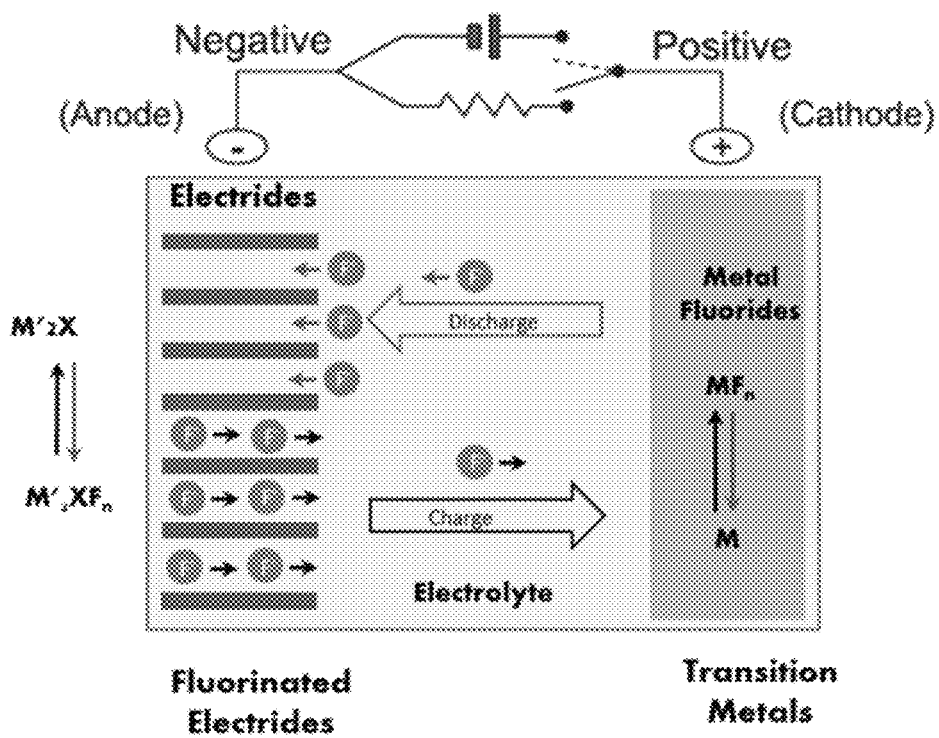 Negative
Positive
(Anode)
(Cathode)
-
+
Electrides
Metal
Fluorides
Discharge
M'₂X
MFₙ
M'₂XFₙ
Charge
M
Electrolyte
Fluorinated
Electrides
Transition
Metals